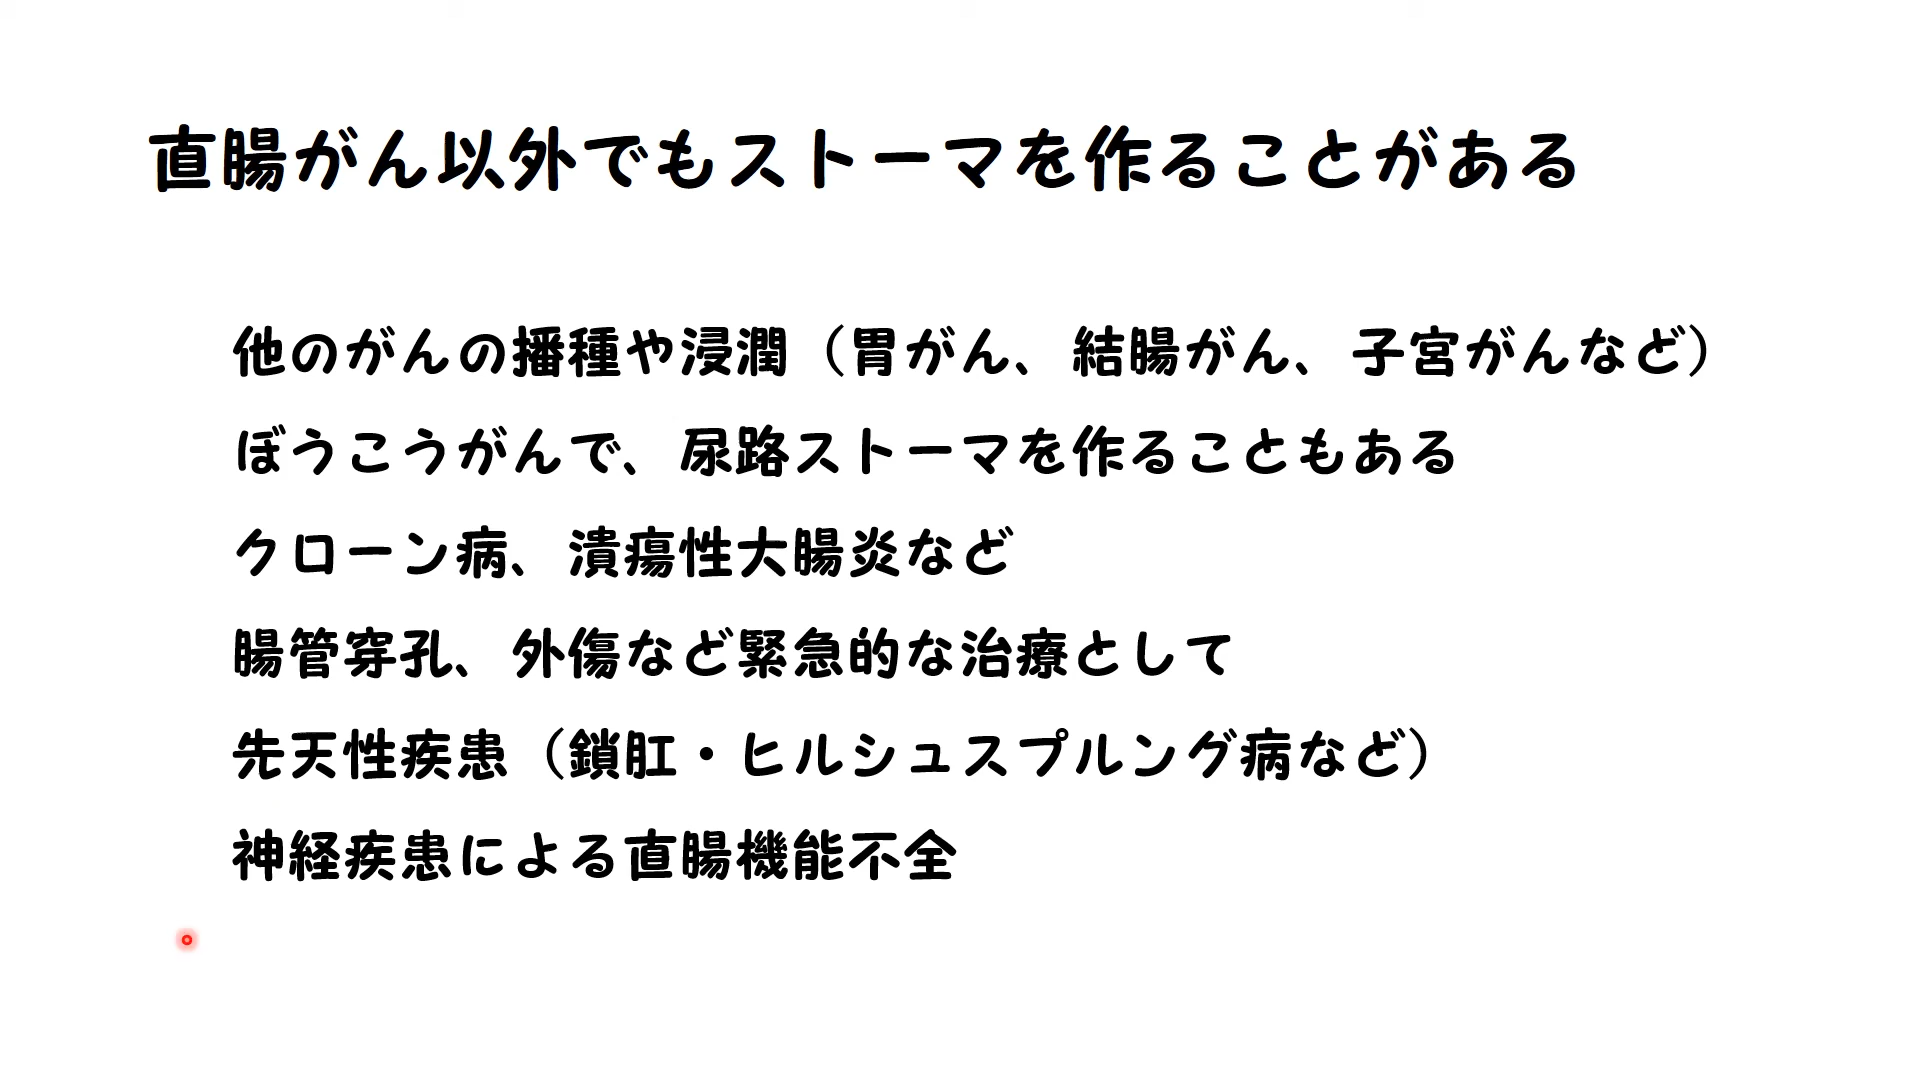 直腸がん以外でもストーマを作ることがある
他のがんの播種や浸潤（胃がん、結腸がん、子宮がんなど）
ぼうこうがんで、尿路ストーマを作ることもある
クローン病、潰瘍性大腸炎など
腸管穿孔、外傷など緊急的な治療として
先天性疾患（鎖肛・ヒルシュスプルング病など）
神経疾患による直腸機能不全